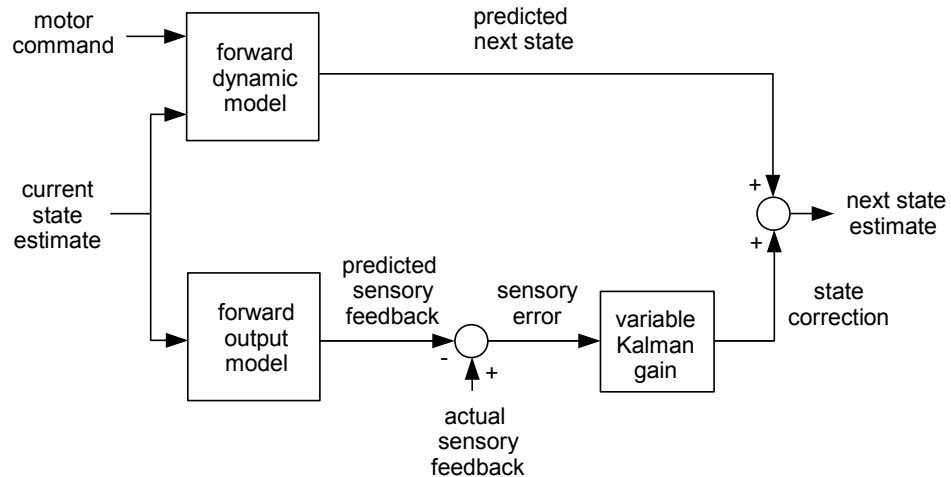 motor
command
forward
dynamic
model
predicted
next state
current
state
estimate
forward
output
model
predicted
sensory
feedback
-
+
actual
sensory
feedback
sensory
error
variable
Kalman
gain
state
correction
+
+
next state
estimate